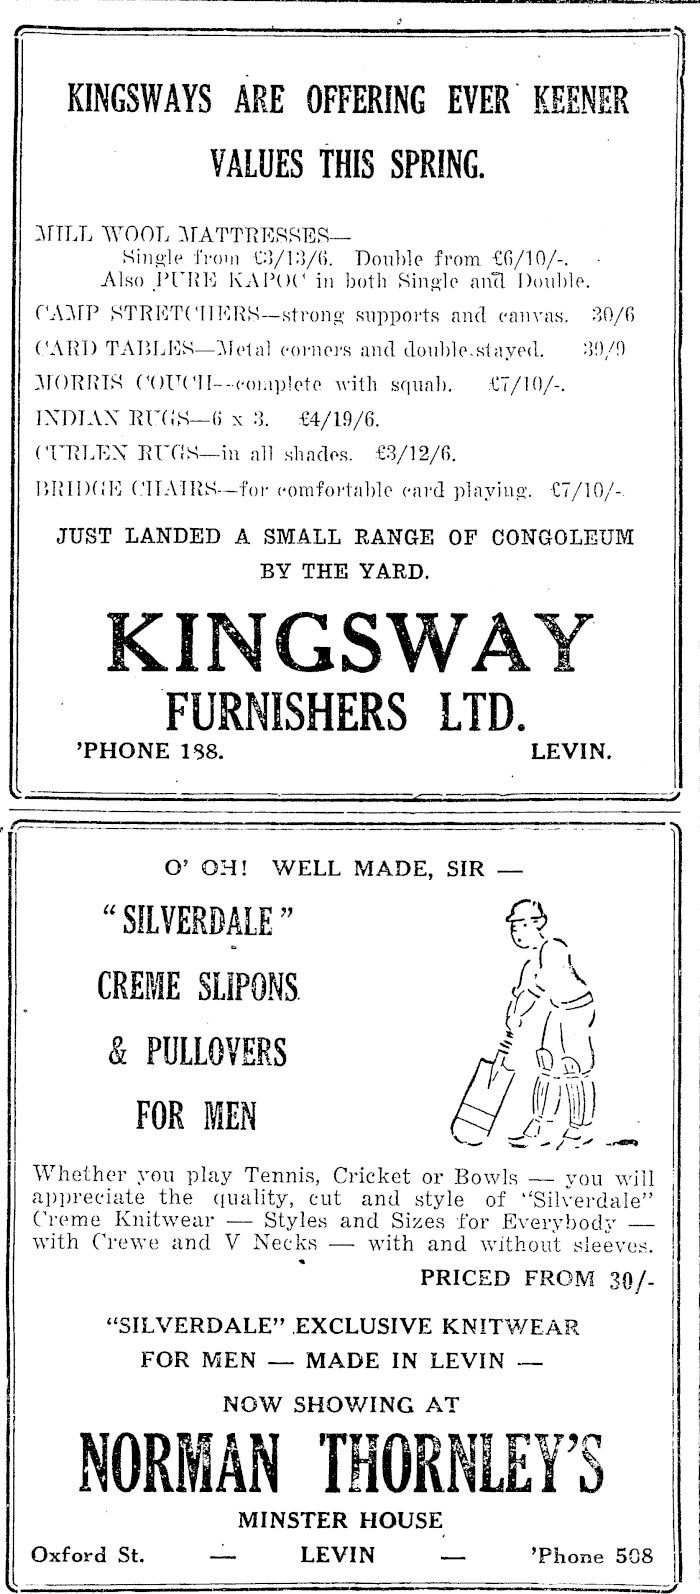 KINGSWAYS ARE OFFERING EVER KEENER
VALUES THIS SPRING.
MILL WOOL MATTRESSES—
Single from £3/13/6. Double from £6/10/-.
Also PURE KAPOC in both Single and Double.
CAMP STRETCHERS—strong supports and canvas. 30/6
CARD TABLES—Metal corners and double stayed. 39/9
MORRIS COUCH--complete with squab. £7/10/-.
INDIAN RUGS—6 x 3. £4/19/6.
CURLEN RUGS—in all shades. £3/12/6.
BRIDGE CHAIRS--for comfortable card playing. £7/10/-
JUST LANDED A SMALL RANGE OF CONGOLEUM
BY THE YARD.
KINGSWAY
FURNISHERS LTD.
'PHONE 188. LEVIN.
O' OH! WELL MADE, SIR —
"SILVERDALE"
CREME SLIPONS
& PULLOVERS
FOR MEN
Whether you play Tennis, Cricket or Bowls — you will
appreciate the quality, cut and style of "Silverdale"
Creme Knitwear — Styles and Sizes for Everybody —
with Crewe and V Necks — with and without sleeves.
PRICED FROM 30/-
"SILVERDALE" EXCLUSIVE KNITWEAR
FOR MEN — MADE IN LEVIN —
NOW SHOWING AT
NORMAN THORNLEY'S
MINSTER HOUSE
Oxford St. — LEVIN — 'Phone 508